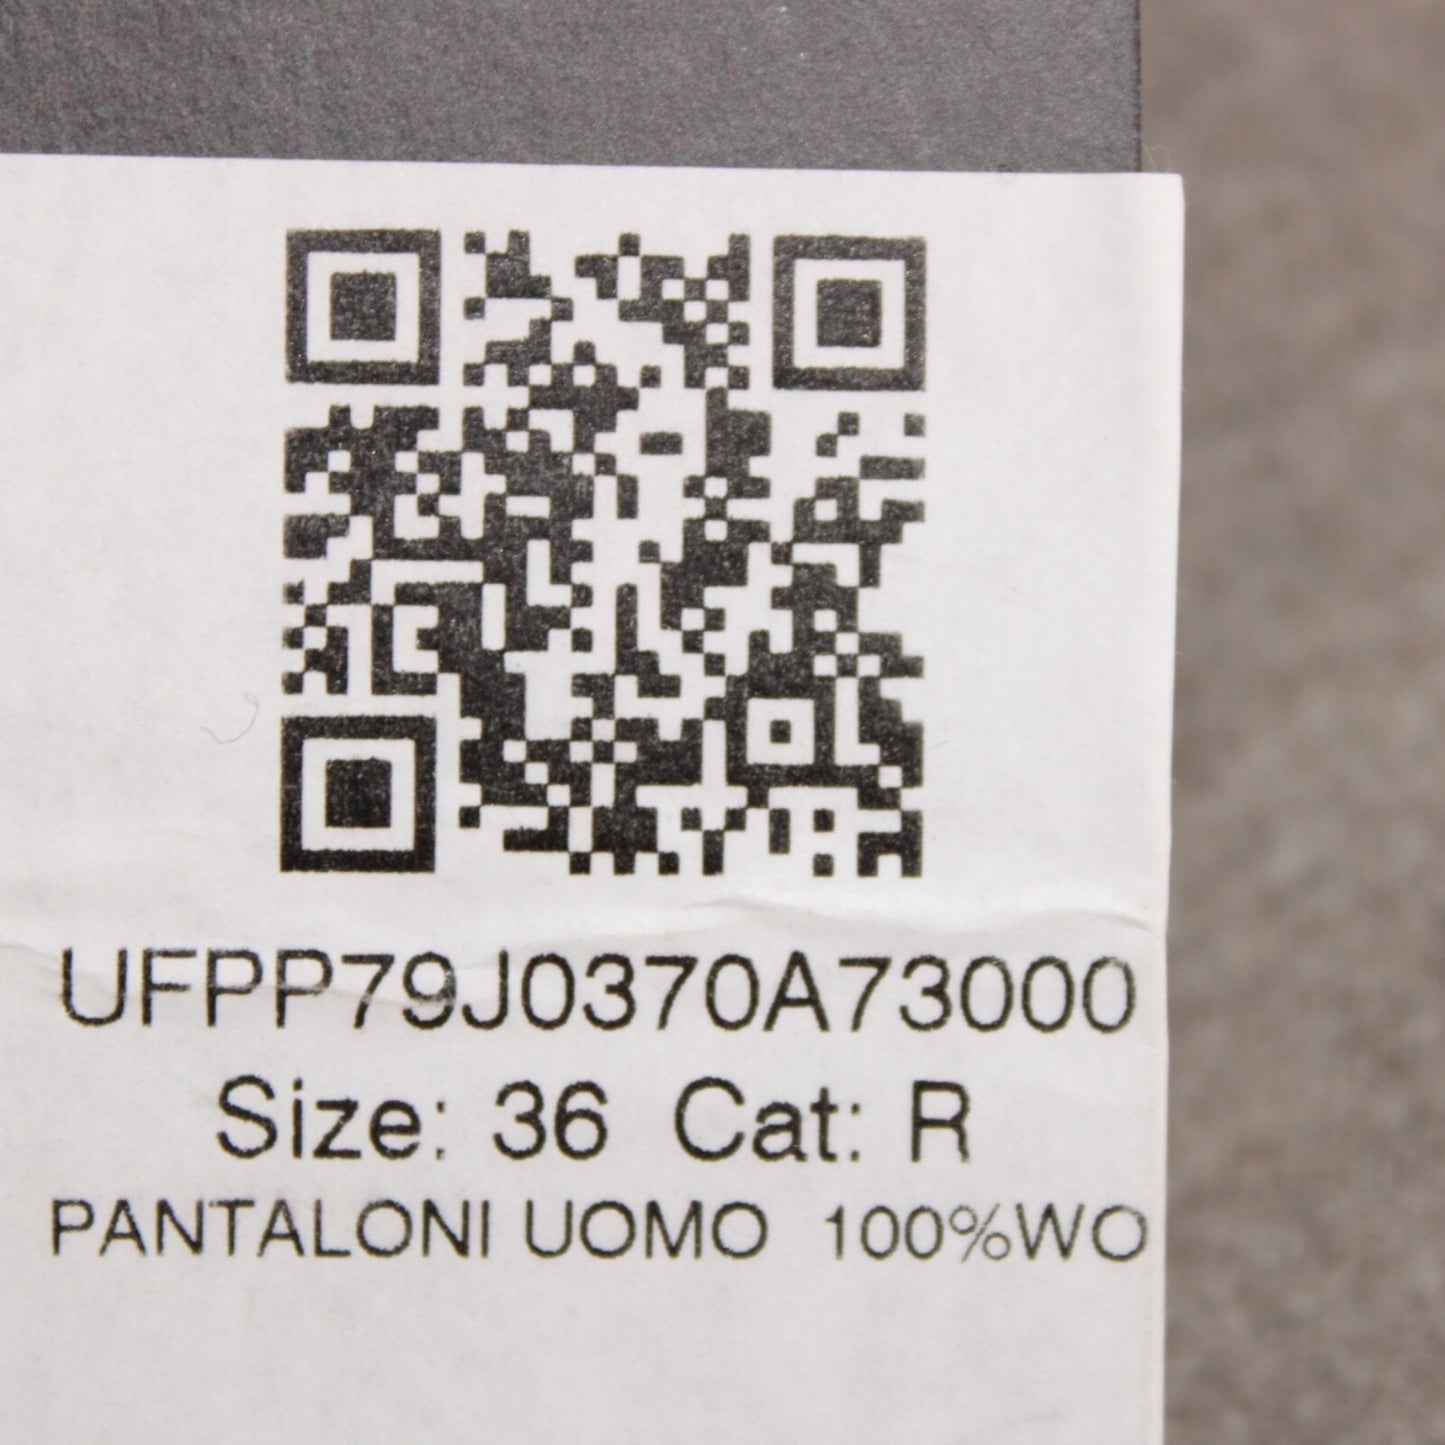 UFPP79J0370A73000
Size: 36 Cat: R
PANTALONI UOMO 100%WO